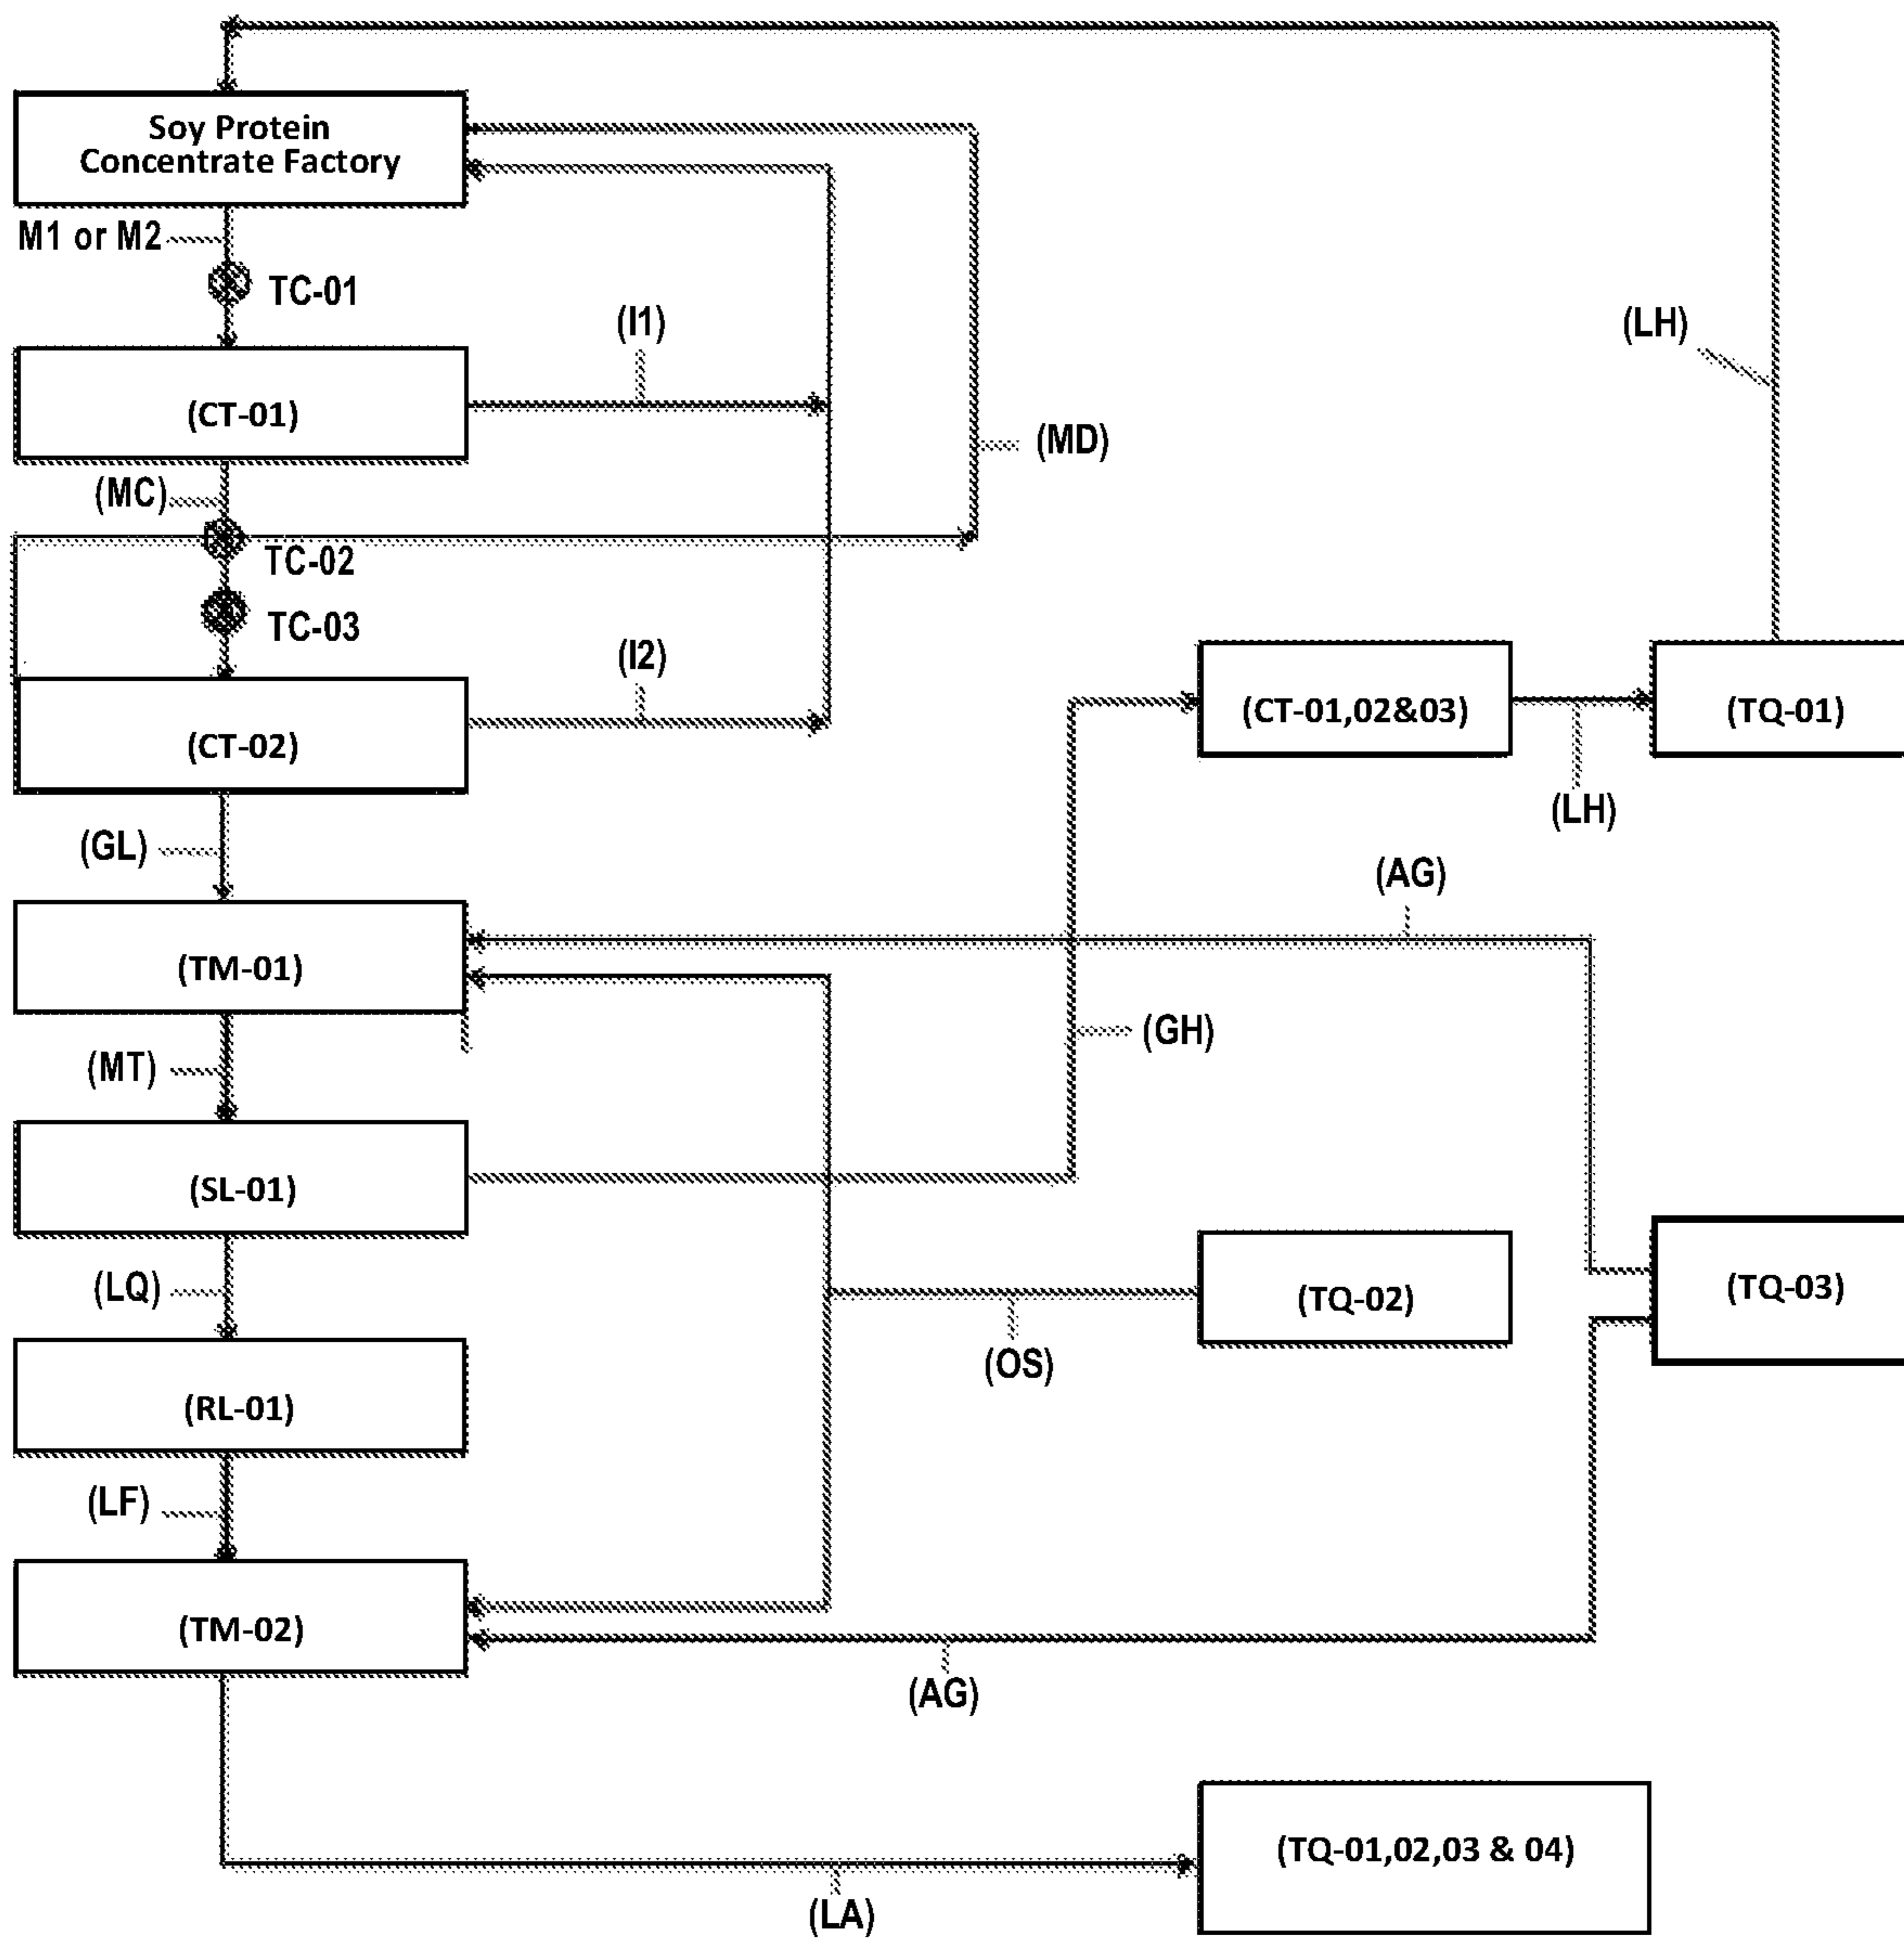 Soy Protein
Concentrate Factory
M1 or M2
TC-01
(I1)
(LH)
(CT-01)
(MD)
(MC)
TC-02
TC-03
(I2)
(CT-02)
(CT-01,02&03)
(TQ-01)
(LH)
(GL)
(AG)
(TM-01)
(GH)
(MT)
(SL-01)
(LQ)
(TQ-02)
(TQ-03)
(OS)
(RL-01)
(LF)
(TM-02)
(AG)
(TQ-01,02,03 & 04)
(LA)